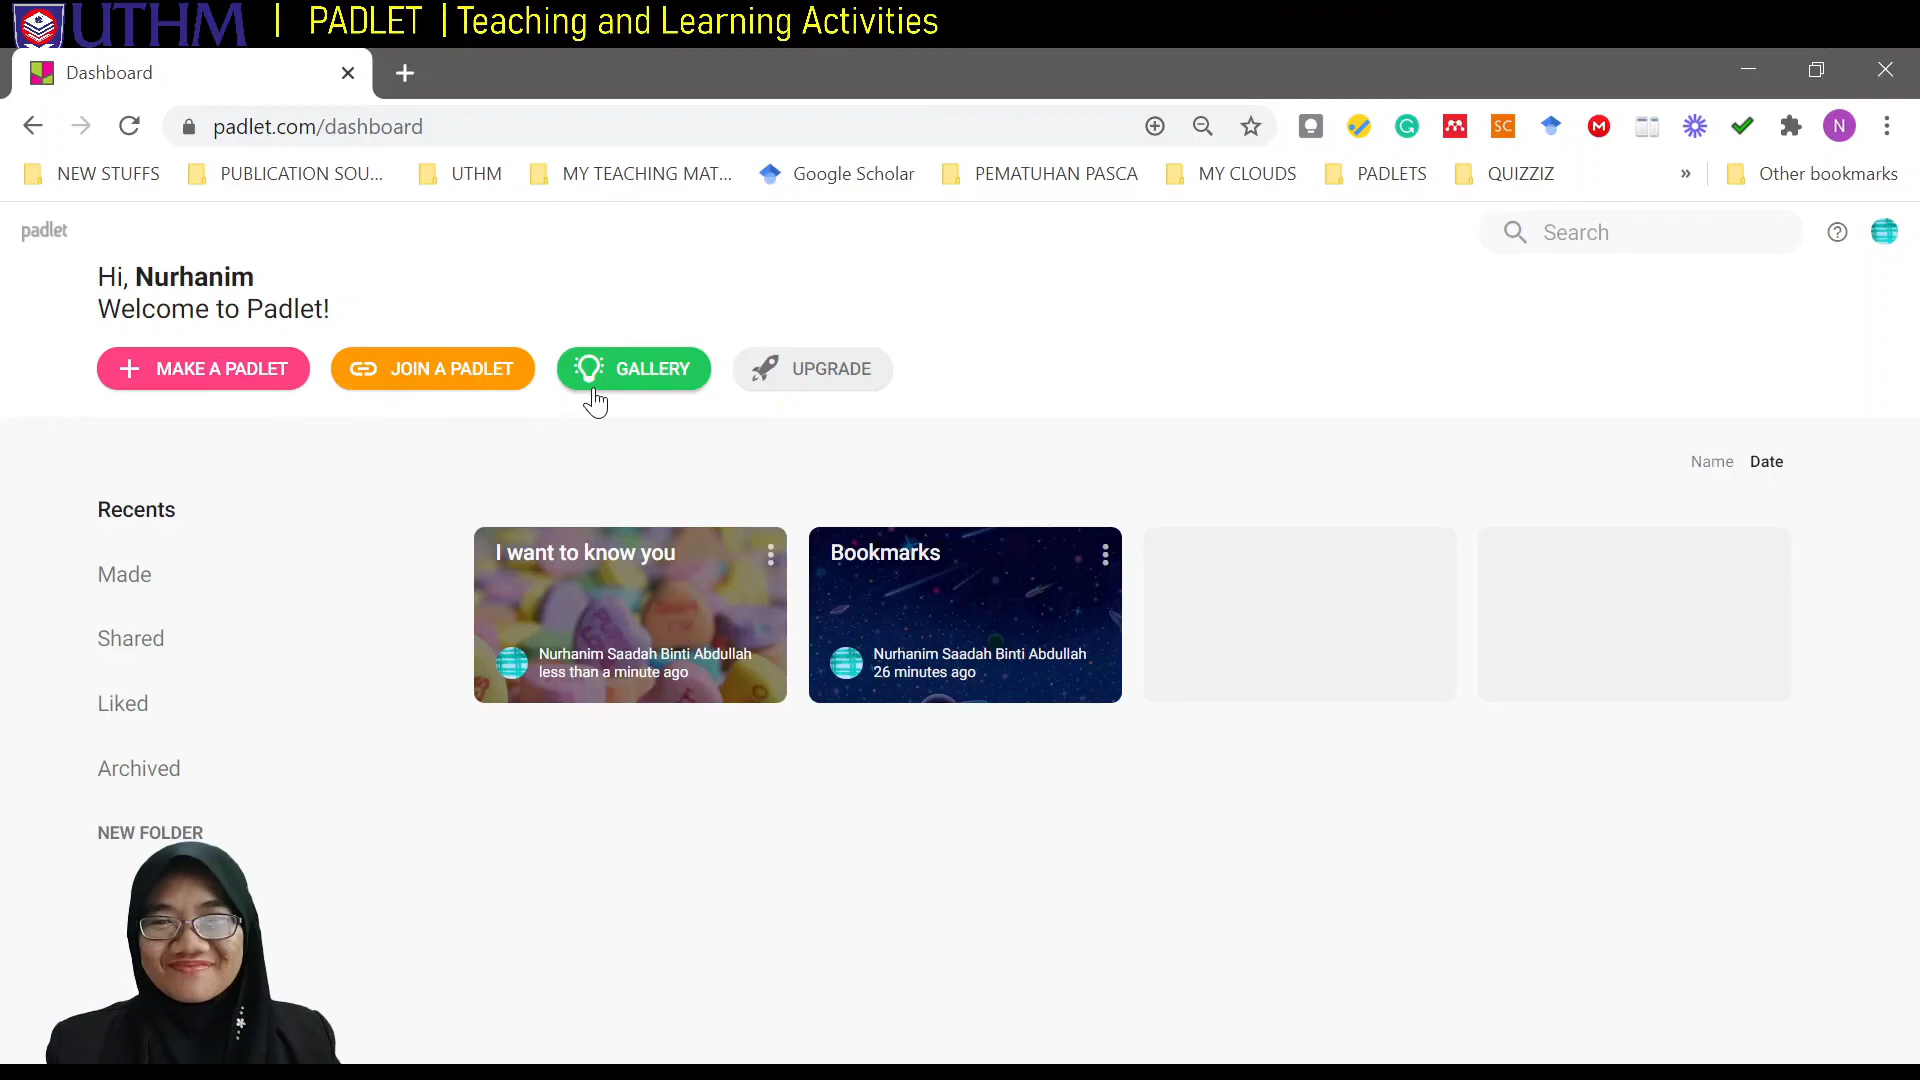 UTHM | PADLET | Teaching and Learning Activities
Dashboard
padlet.com/dashboard
SC
M
N
NEW STUFFS
PUBLICATION SOU...
UTHM
MY TEACHING MAT...
Google Scholar
PEMATUHAN PASCA
MY CLOUDS
PADLETS
QUIZZIZ
»
Other bookmarks
padlet
Search
Hi, Nurhanim
Welcome to Padlet!
MAKE A PADLET
JOIN A PADLET
GALLERY
UPGRADE
Name Date
Recents
Made
Shared
Liked
Archived
NEW FOLDER
I want to know you
Nurhanim Saadah Binti Abdullah
less than a minute ago
Bookmarks
Nurhanim Saadah Binti Abdullah
26 minutes ago